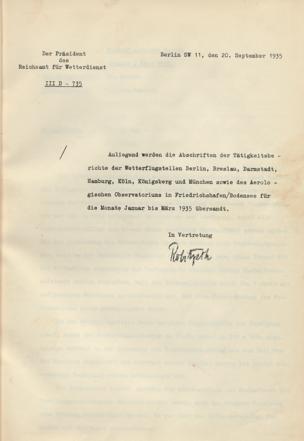 Der Präsident
des
Reichsamt für Wetterdienst
III D - 735
Berlin SW 11, den 20. September 1935
Anliegend werden die Abschriften der Tätigkeitsbe-
richte der Wetterflugstellen Berlin, Breslau, Darmstadt,
Hamburg, Köln, Königsberg und München sowie des Aerolo-
gischen Observatoriums in Friedrichshafen/Bodensee für
die Monate Januar bis März 1935 übersandt.
In Vertretung